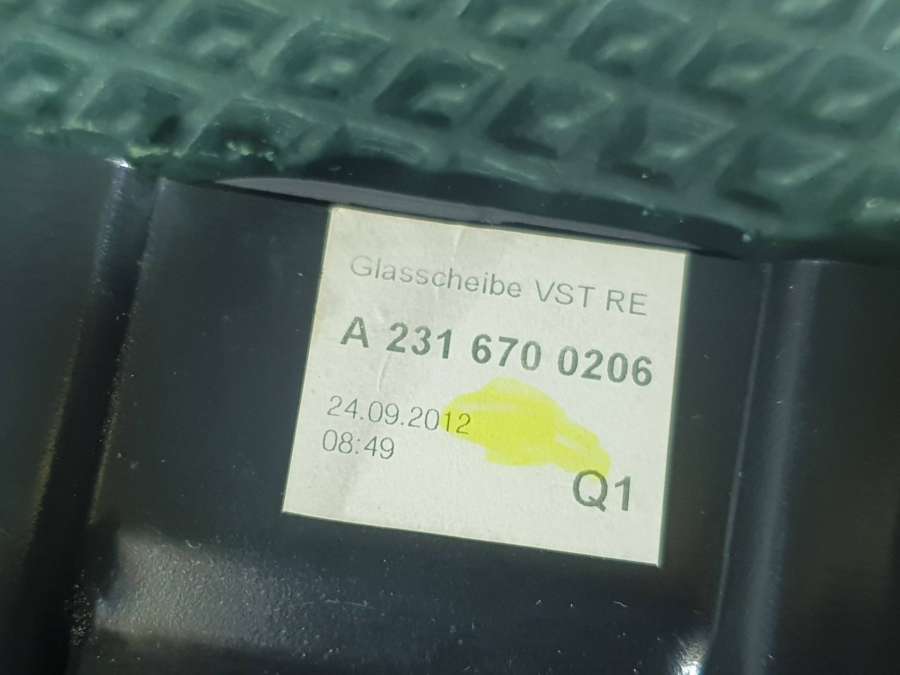 Glasscheibe VST RE
A 231 670 0206
24.09.2012
08:49
Q1